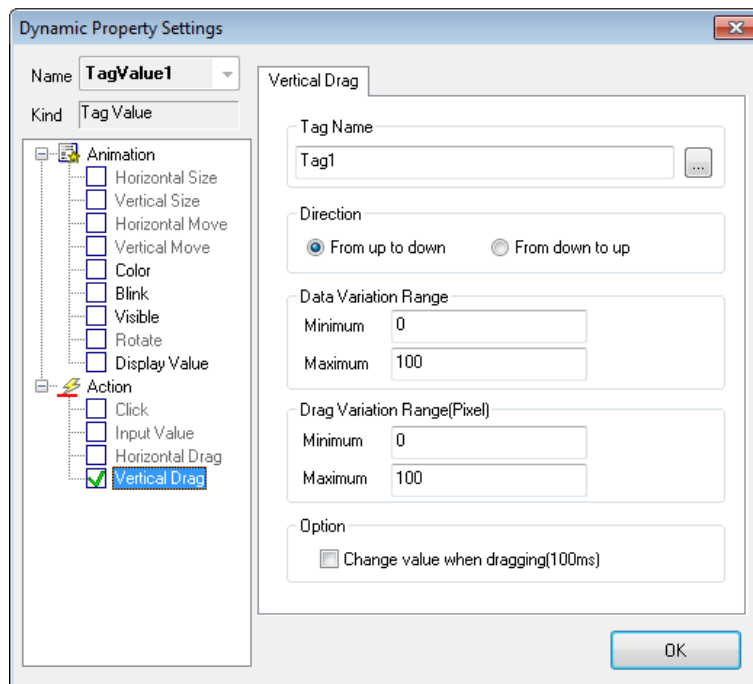 Dynamic Property Settings
Name TagValue1
Kind Tag Value
Animation
Horizontal Size
Vertical Size
Horizontal Move
Vertical Move
Color
Blink
Visible
Rotate
Display Value
Action
Click
Input Value
Horizontal Drag
Vertical Drag
Vertical Drag
Tag Name
Tag1 ...
Direction
From up to down From down to up
Data Variation Range
Minimum 0
Maximum 100
Drag Variation Range(Pixel)
Minimum 0
Maximum 100
Option
Change value when dragging(100ms)
OK